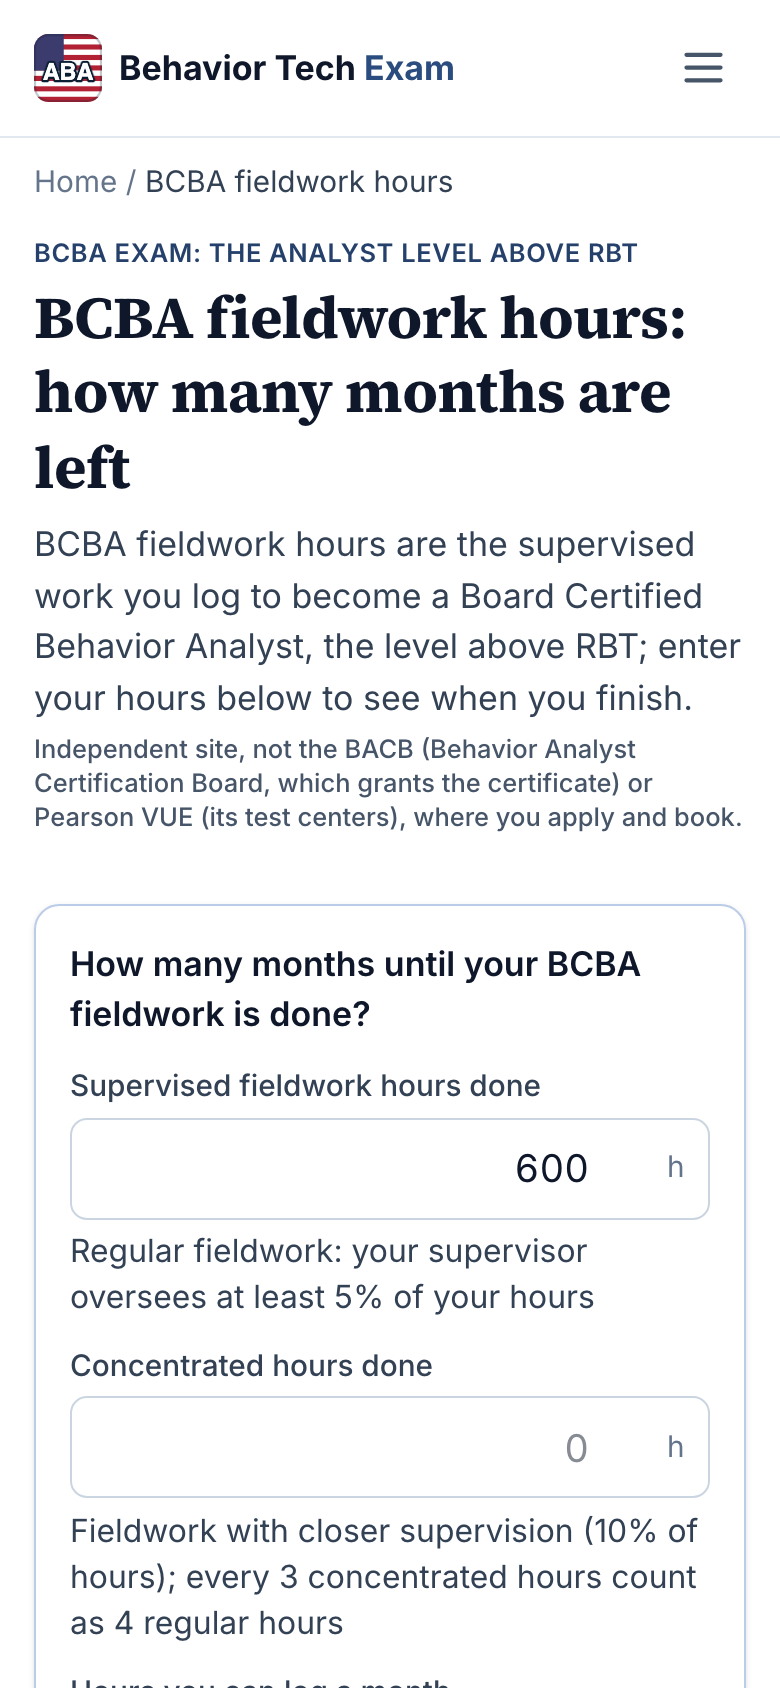 ABA
Behavior Tech Exam
Home / BCBA fieldwork hours
BCBA EXAM: THE ANALYST LEVEL ABOVE RBT
BCBA fieldwork hours:
how many months are
left
BCBA fieldwork hours are the supervised
work you log to become a Board Certified
Behavior Analyst, the level above RBT; enter
your hours below to see when you finish.
Independent site, not the BACB (Behavior Analyst
Certification Board, which grants the certificate) or
Pearson VUE (its test centers), where you apply and book.
How many months until your BCBA
fieldwork is done?
Supervised fieldwork hours done
600 h
Regular fieldwork: your supervisor
oversees at least 5% of your hours
Concentrated hours done
0 h
Fieldwork with closer supervision (10% of
hours); every 3 concentrated hours count
as 4 regular hours
Hours you can log a month